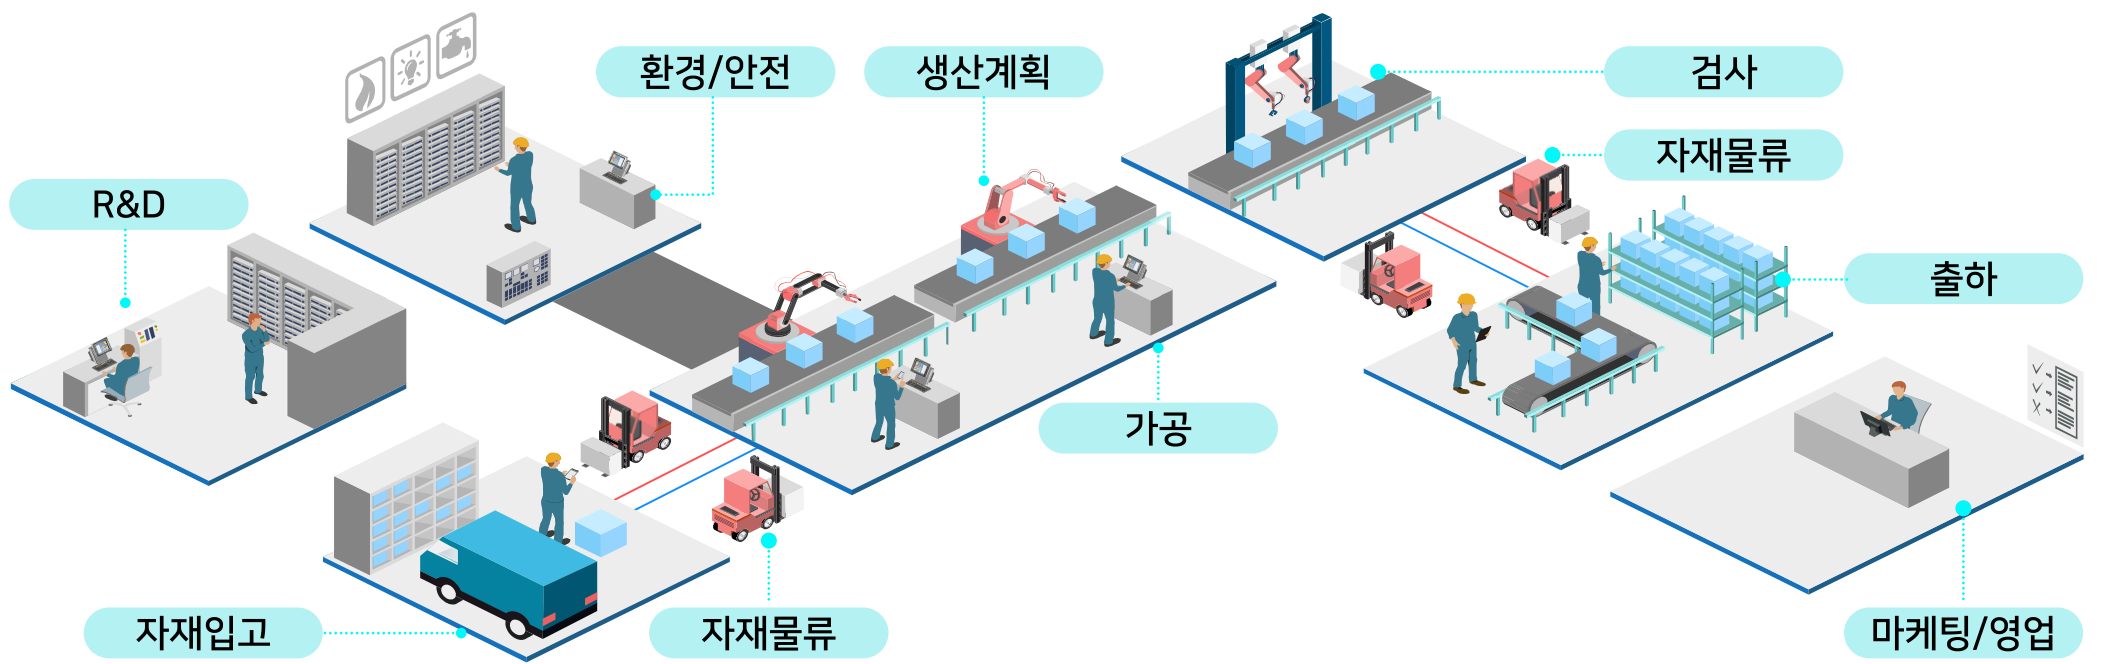 환경/안전
생산계획
검사
자재물류
R&D
출하
가공
자재입고
자재물류
마케팅/영업